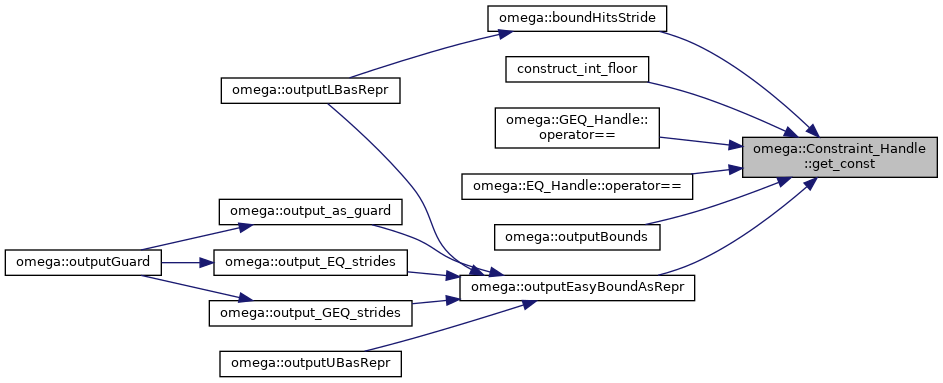 omega::boundHitsStride
construct_int_floor
omega::outputLBasRepr
omega::GEQ_Handle::
operator==
omega::Constraint_Handle
::get_const
omega::EQ_Handle::operator==
omega::output_as_guard
omega::outputBounds
omega::outputGuard
omega::output_EQ_strides
omega::outputEasyBoundAsRepr
omega::output_GEQ_strides
omega::outputUBasRepr